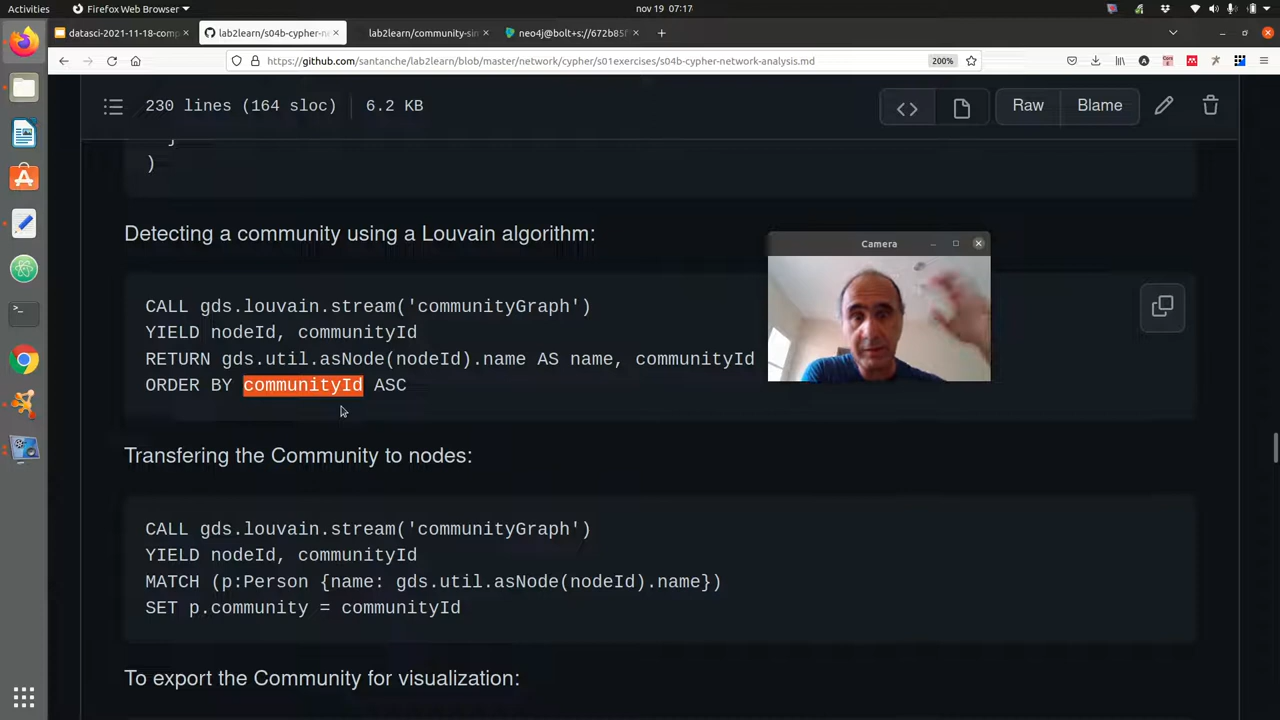 Activities
Firefox Web Browser
nov 19 07:17
datasci-2021-11-18-comp
lab2learn/s04b-cypher-ne
lab2learn/community-sin
neo4j@bolt+s://672b85f
https://github.com/santanche/lab2learn/blob/master/network/cypher/s01exercises/s04b-cypher-network-analysis.md
200%
230 lines (164 sloc)
6.2 KB
Raw
Blame
)
Detecting a community using a Louvain algorithm:
Camera
CALL gds.louvain.stream('communityGraph')
YIELD nodeId, communityId
RETURN gds.util.asNode(nodeId).name AS name, communityId
ORDER BY communityId ASC
Transfering the Community to nodes:
CALL gds.louvain.stream('communityGraph')
YIELD nodeId, communityId
MATCH (p:Person {name: gds.util.asNode(nodeId).name})
SET p.community = communityId
To export the Community for visualization: